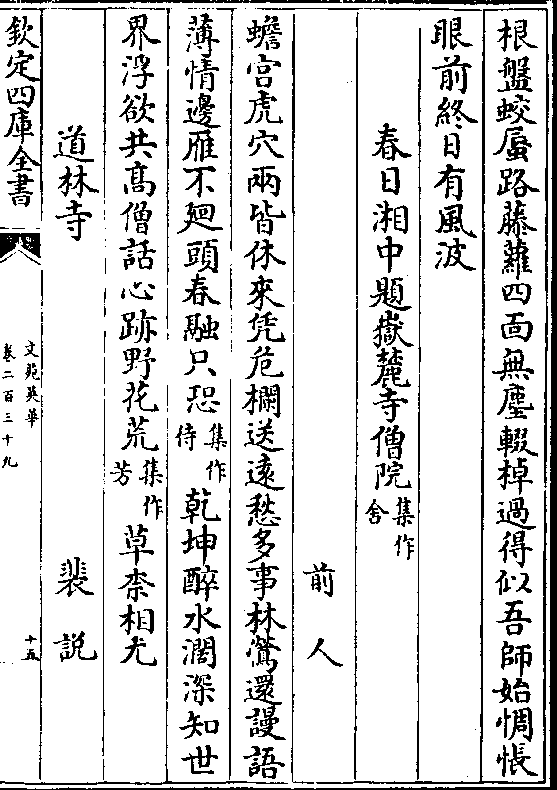 根盤蛟蜃路藤蘿四面無塵輟棹過得似吾師始惆悵
眼前終日有風波
春日湘中題嶽麓寺僧院集作舍
前人
蟾宮虎穴兩皆休來凭危欄送遠愁多事林鶯還謾語
薄情邊雁不廻頭春融只恐集作侍乾坤醉水濶深知世
界浮欲共高僧話心跡野花荒集作芳草柰相尤
道林寺 裴說
欽定四庫全書
文苑英華
卷二百三十九
十五